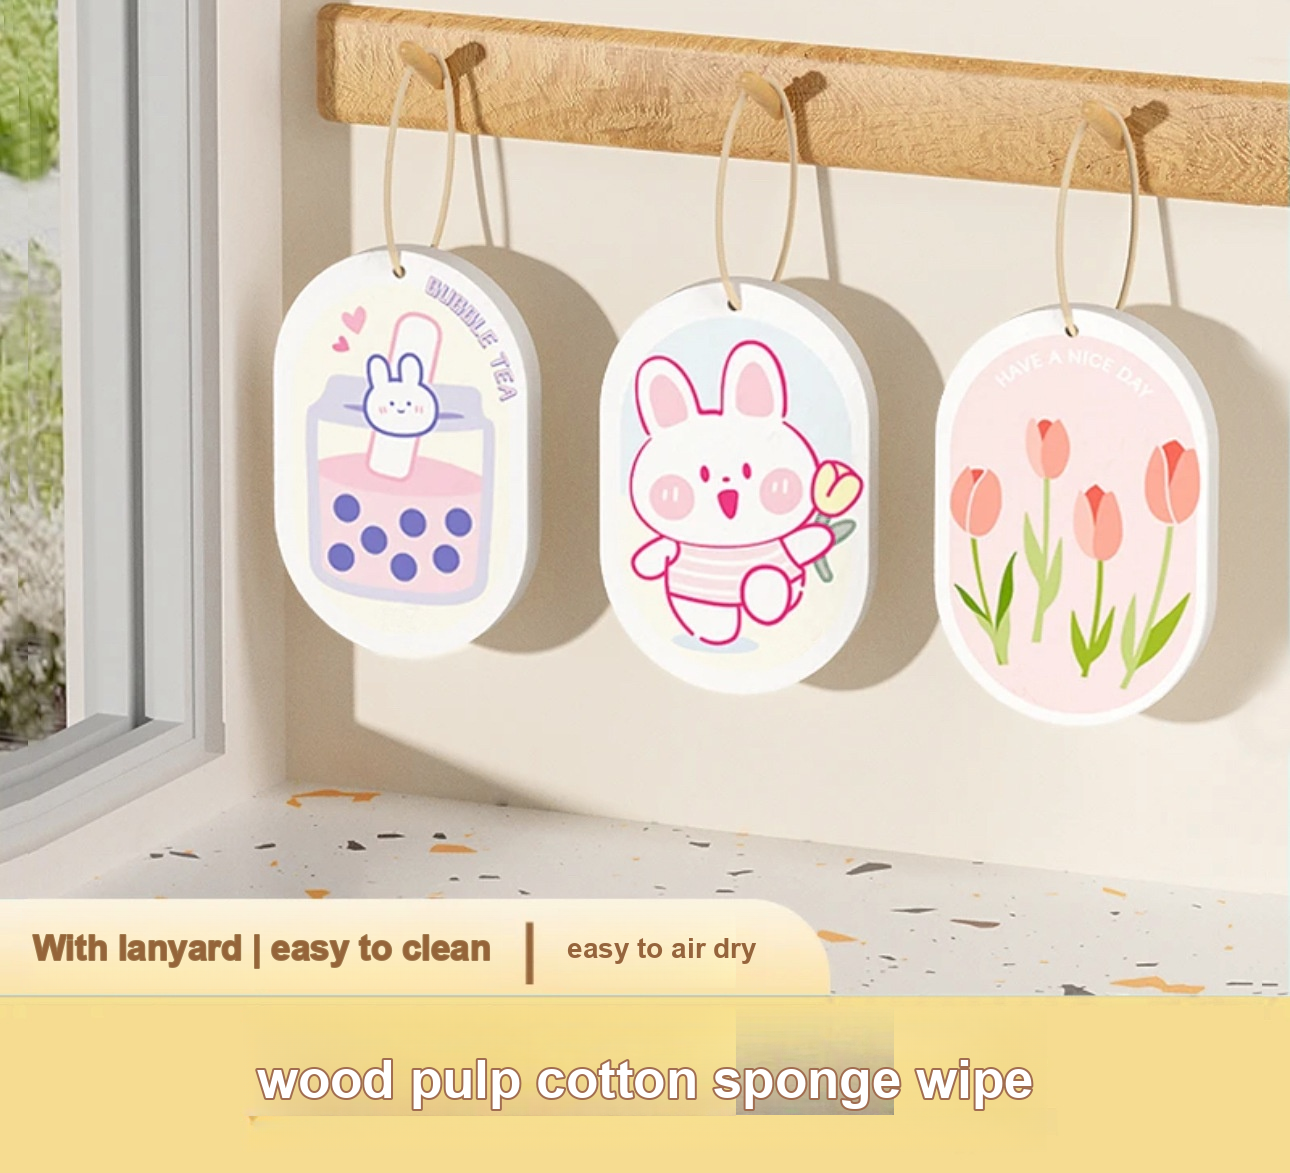 BUBBLE TEA
HAVE A NICE DAY
With lanyard | easy to clean | easy to air dry
wood pulp cotton sponge wipe